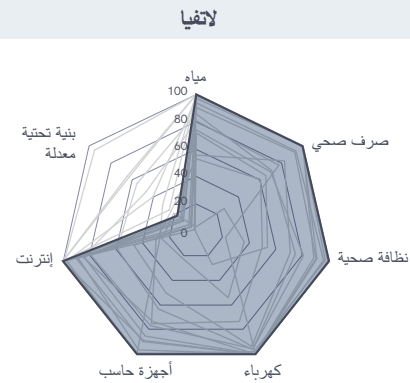 لاتفيا
مياه
100
80
60
40
20
0
صرف صحي
نظافة صحية
كهرباء
أجهزة حاسب
إنترنت
بنية تحتية
معدلة